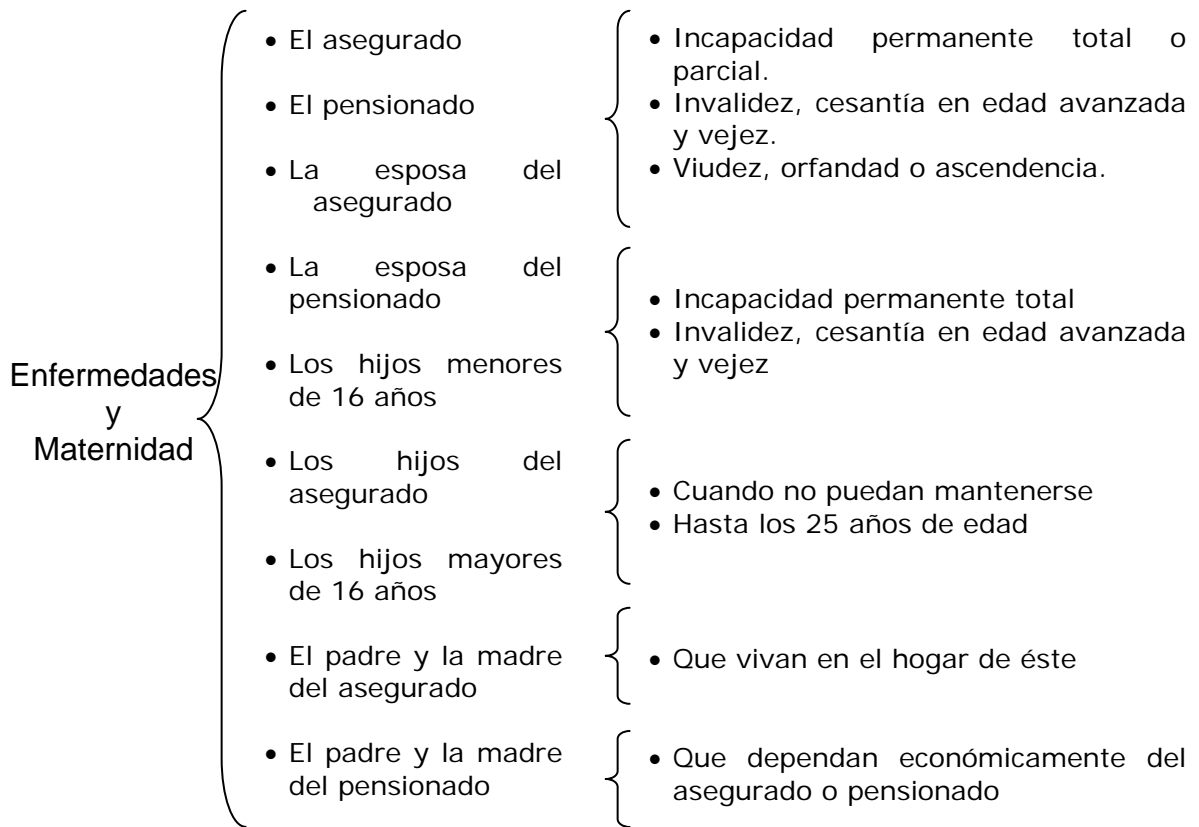 Enfermedades
y
Maternidad
• El asegurado
• El pensionado
• La esposa del
asegurado
• La esposa del
pensionado
• Los hijos menores
de 16 años
• Los hijos del
asegurado
• Los hijos mayores
de 16 años
• El padre y la madre
del asegurado
• El padre y la madre
del pensionado
• Incapacidad permanente total o
parcial.
• Invalidez, cesantía en edad avanzada
y vejez.
• Viudez, orfandad o ascendencia.
• Incapacidad permanente total
• Invalidez, cesantía en edad avanzada
y vejez
• Cuando no puedan mantenerse
• Hasta los 25 años de edad
• Que vivan en el hogar de éste
• Que dependan económicamente del
asegurado o pensionado